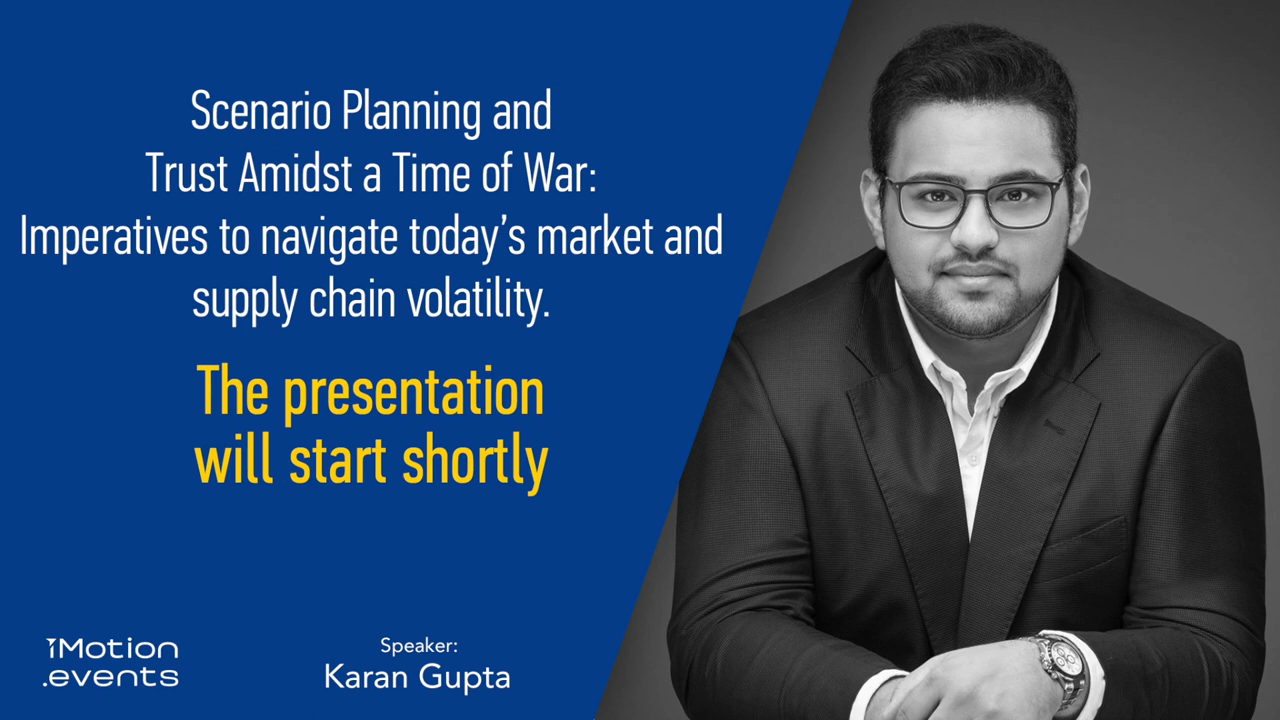 Scenario Planning and
Trust Amidst a Time of War:
Imperatives to navigate today’s market and
supply chain volatility.
The presentation
will start shortly
iMotion
.events
Speaker:
Karan Gupta